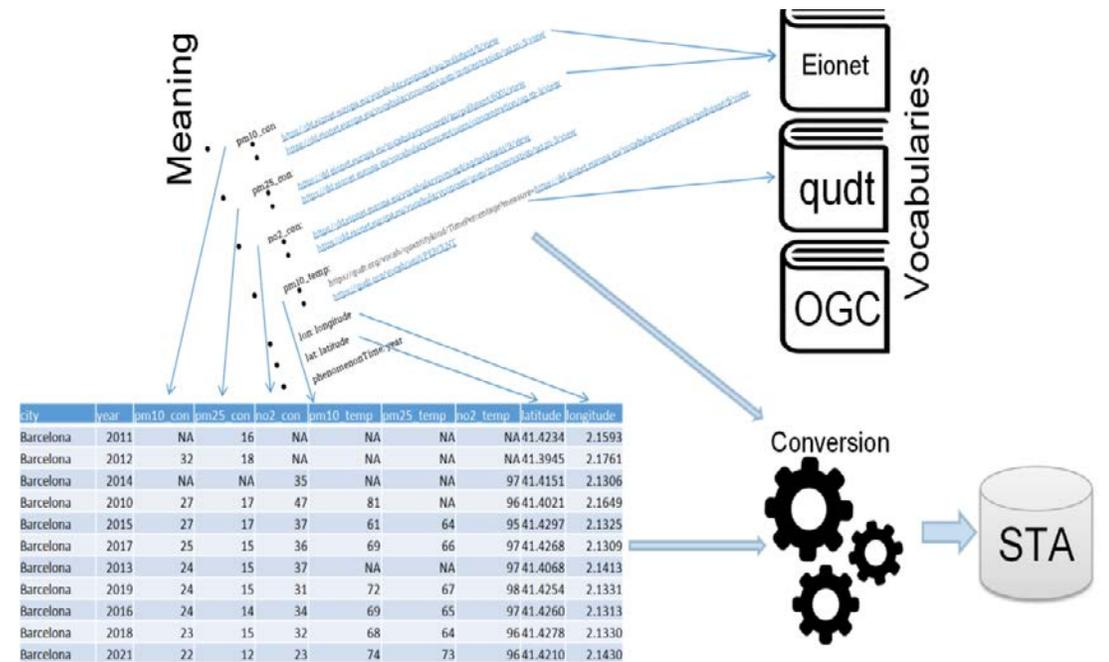 Meaning
pm10_con
pm25_con:
no2_con:
pm10_temp:
lon: longitude
lat: latitude
phenomenonTime: year
Eionet
qudt
OGC
Vocabularies
city year pm10_con pm25_con no2_con pm10_temp pm25_temp no2_temp latitude longitude
Barcelona 2011 NA 16 NA NA NA NA 41.4234 2.1593
Barcelona 2012 32 18 NA NA NA NA 41.3945 2.1761
Barcelona 2014 NA NA 35 NA NA 97 41.4151 2.1306
Barcelona 2010 27 17 47 81 NA 96 41.4021 2.1649
Barcelona 2015 27 17 37 61 64 95 41.4297 2.1325
Barcelona 2017 25 15 36 69 66 97 41.4268 2.1309
Barcelona 2013 24 15 37 NA NA 97 41.4068 2.1413
Barcelona 2019 24 15 31 72 67 98 41.4254 2.1331
Barcelona 2016 24 14 34 69 65 97 41.4260 2.1313
Barcelona 2018 23 15 32 68 64 96 41.4278 2.1330
Barcelona 2021 22 12 23 74 73 96 41.4210 2.1430
Conversion
STA